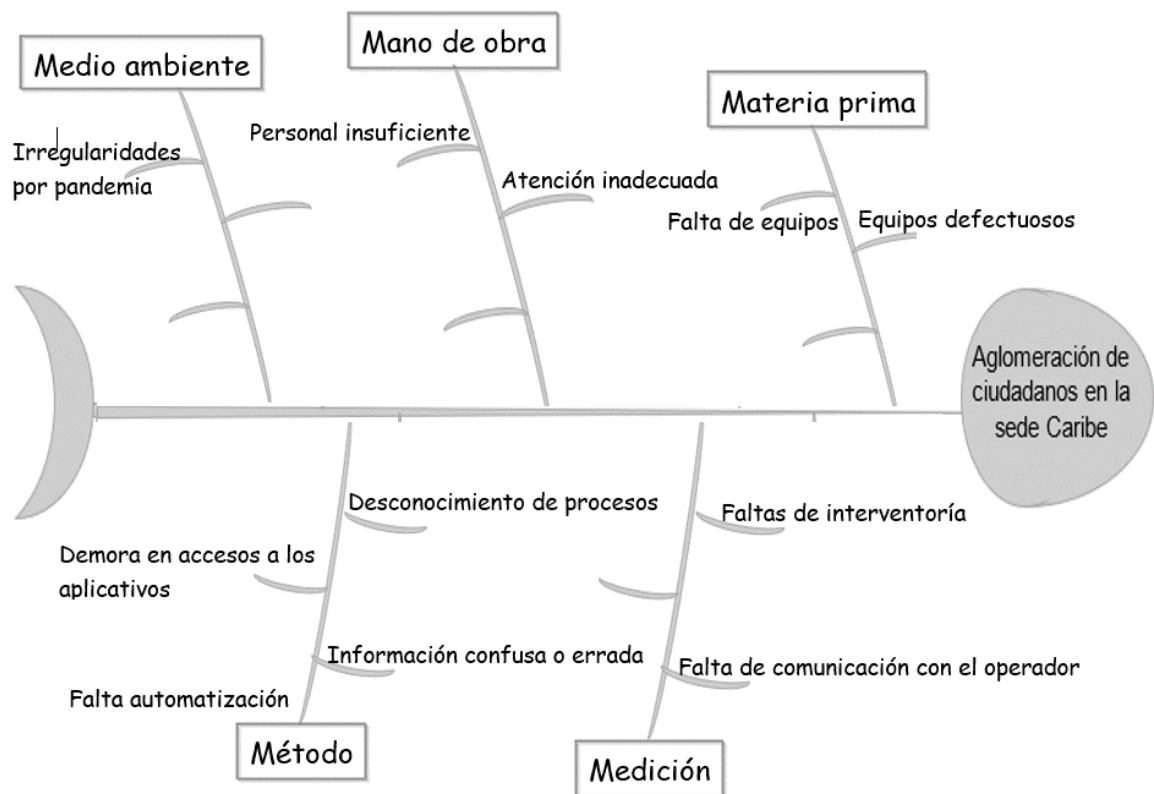 Medio ambiente
Mano de obra
Materia prima
Irregularidades
por pandemia
Personal insuficiente
Atención inadecuada
Falta de equipos
Equipos defectuosos
Aglomeración de
ciudadanos en la
sede Caribe
Desconocimiento de procesos
Demora en accesos a los
aplicativos
Información confusa o errada
Falta automatización
Método
Faltas de interventoría
Falta de comunicación con el operador
Medición